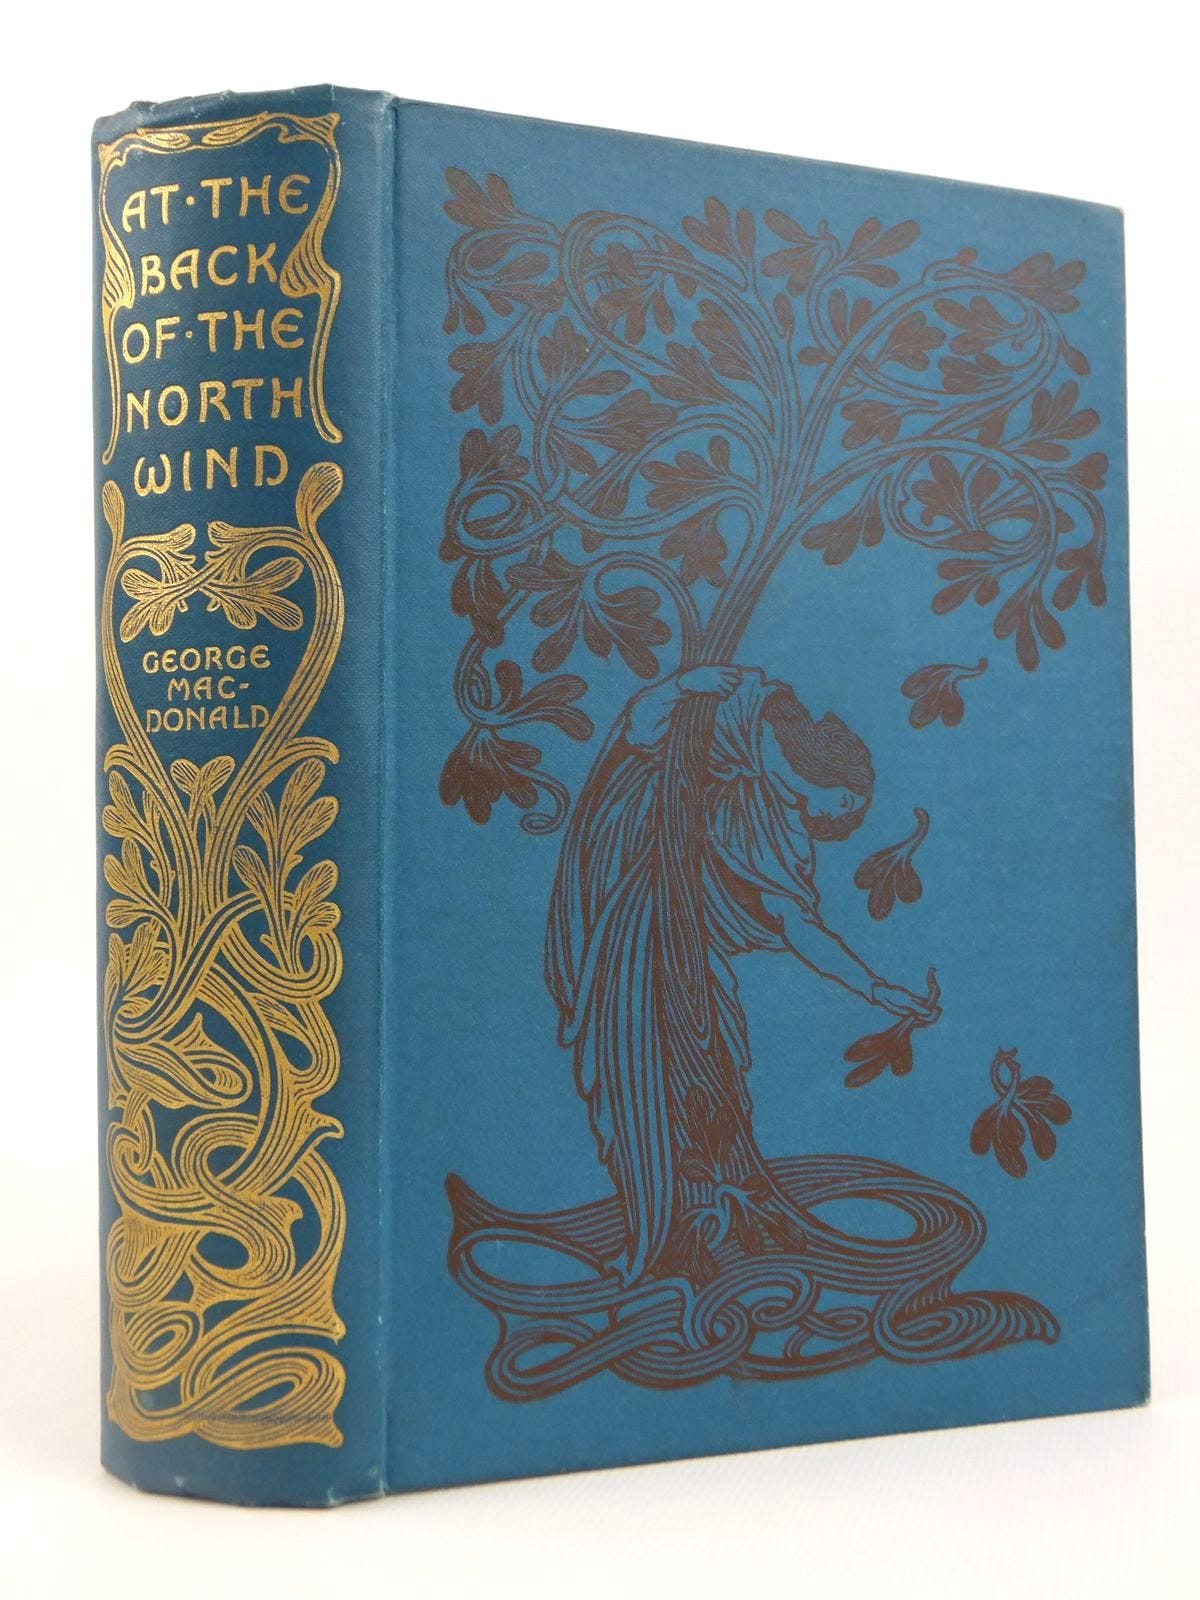 AT·THE
BACK
OF·THE
NORTH
WIND
GEORGE
MAC-
DONALD